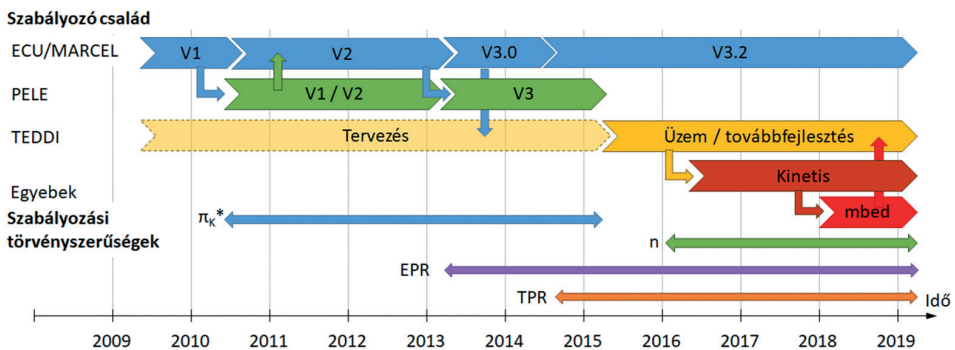 Szabályozó család
ECU/MARCEL V1 V2 V3.0 V3.2
PELE V1 / V2 V3
TEDDI Tervezés Üzem / továbbfejlesztés
Kinetis
Egyebek mbed
Szabályozási törvényszerűségek
πK*
n
EPR
TPR
Idő
2009 2010 2011 2012 2013 2014 2015 2016 2017 2018 2019